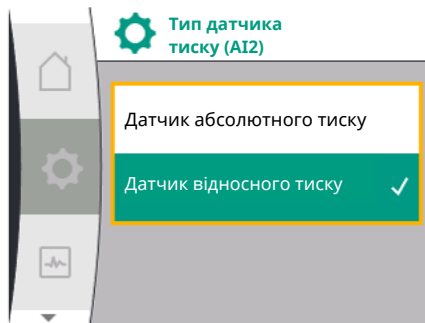 Тип датчика
тиску (AI2)
Датчик абсолютного тиску
Датчик відносного тиску